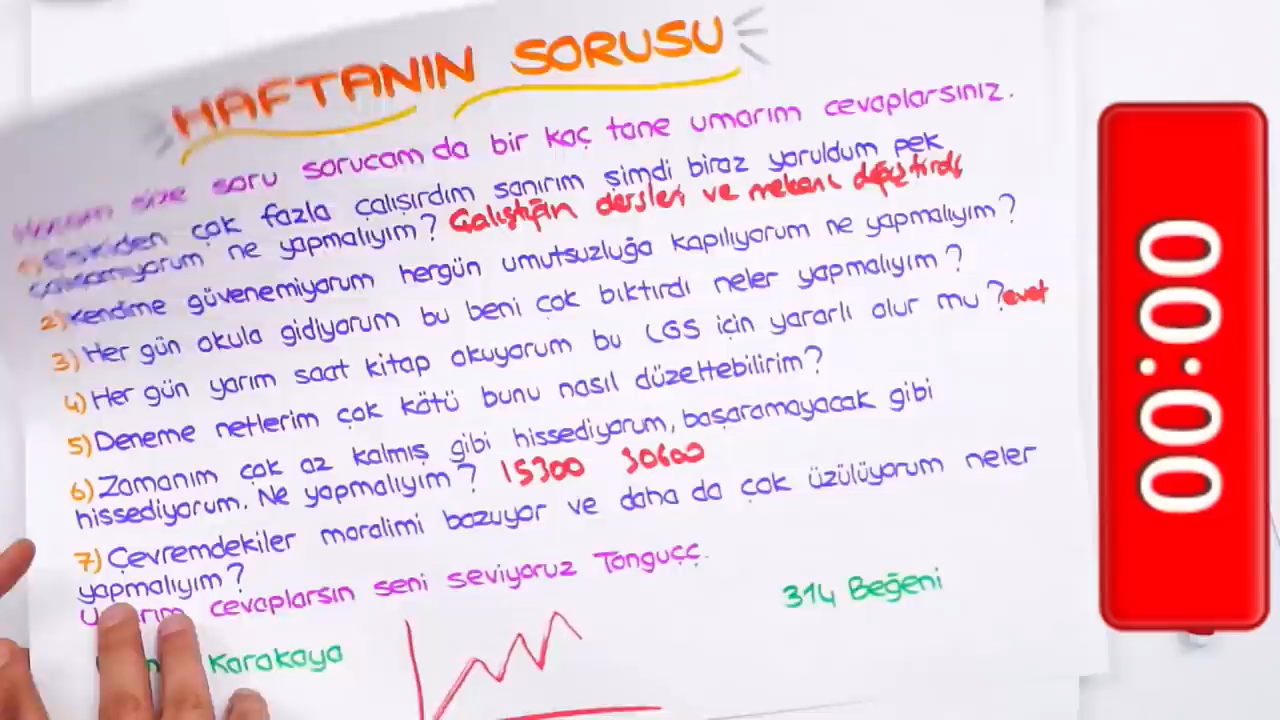 HAFTANIN SORUSU
size soru sorucam da bir kaç tane umarım cevaplarsınız.
1) Eskiden çok fazla çalışırdım sanırım şimdi biraz yoruldum pek
çalışamıyorum ne yapmalıyım? Çalıştığın dersleri ve mekanı değiştirdi
2) Kendime güvenemiyorum hergün umutsuzluğa kapılıyorum ne yapmalıyım?
3) Her gün okula gidiyorum bu beni çok bıktırdı neler yapmalıyım?
4) Her gün yarım saat kitap okuyorum bu LGS için yararlı olur mu? evet
5) Deneme netlerim çok kötü bunu nasıl düzeltebilirim?
6) Zamanım çok az kalmış gibi hissediyorum, başaramayacak gibi
hissediyorum. Ne yapmalıyım? 15300 30600
7) Çevremdekiler moralimi bozuyor ve daha da çok üzülüyorum neler
yapmalıyım?
cevaplarsın seni seviyoruz Tonguçç.
314 Beğeni
Karakaya
00:00